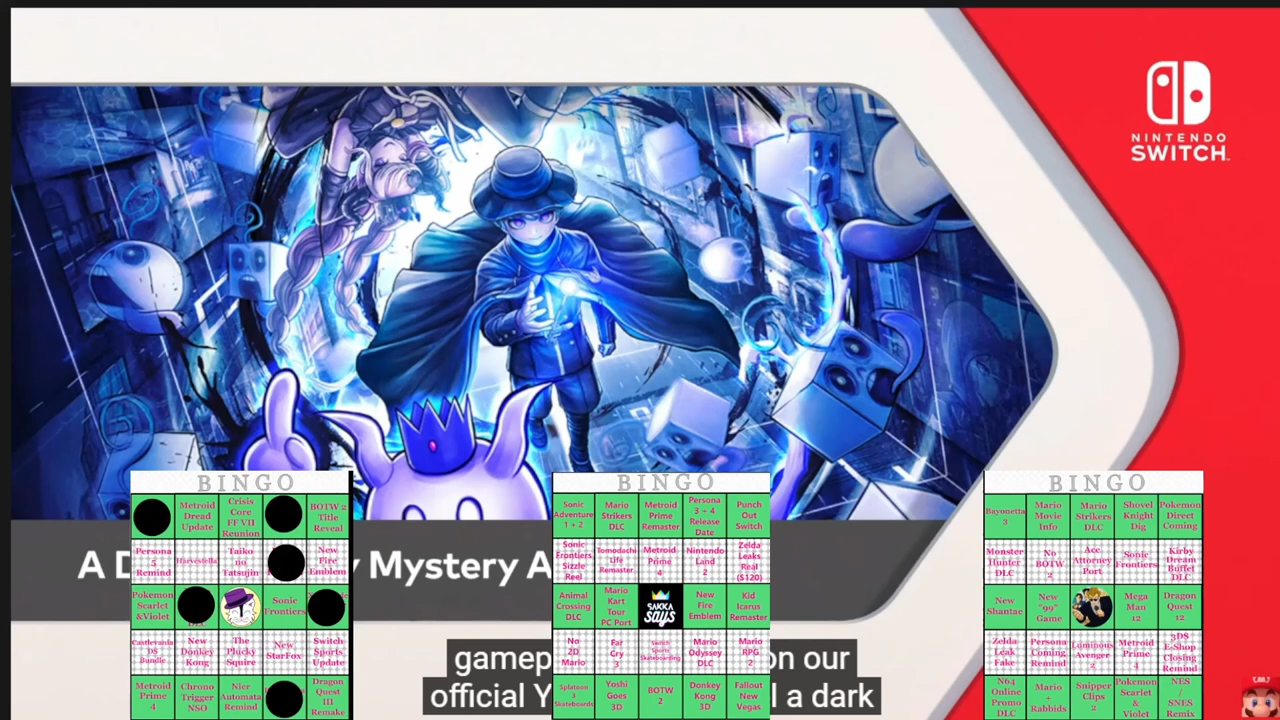 NINTENDO
SWITCH
A D
y Mystery A
gamep
on our
official Y
l a dark
BINGO
Metroid Dread Update
Crisis Core FF VII Reunion
BOTW 2 Title Reveal
Persona 5 Remind
Harvestella
Taiko no Tatsujin
New Fire Emblem
Pokemon Scarlet &Violet
DLC
Sonic Frontiers
Castlevania DS Bundle
New Donkey Kong
The Plucky Squire
New StarFox
Switch Sports Update
Metroid Prime 4
Chrono Trigger NSO
Nier Automata Remind
Dragon Quest III Remake
BINGO
Sonic Adventure 1 + 2
Mario Strikers DLC
Metroid Prime Remaster
Persona 3 + 4 Release Date
Punch Out Switch
Sonic Frontiers Sizzle Reel
Tomodachi Life Remaster
Metroid Prime 4
Nintendo Land 2
Zelda Leaks Real ($120)
Animal Crossing DLC
Mario Kart Tour PC Port
SAKKA says
New Fire Emblem
Kid Icarus Remaster
No 2D Mario
Far Cry 3
Switch Sports Skateboarding
Mario Odyssey DLC
Mario RPG 2
Splatoon 3 Skateboards
Yoshi Goes 3D
BOTW 2
Donkey Kong 3D
Fallout New Vegas
BINGO
Bayonetta 3
Mario Movie Info
Mario Strikers DLC
Shovel Knight Dig
Pokemon Direct Coming
Monster Hunter DLC
No BOTW 2
Ace Attorney Port
Sonic Frontiers
Kirby Dream Buffet DLC
New Shantae
New "99" Game
Mega Man 12
Dragon Quest 12
Zelda Leak Fake
Persona Coming Remind
Luminous Avenger 2
Metroid Prime 4
3DS E-Shop Closing Remind
N64 Online Promo DLC
Mario + Rabbids
Snipper Clips 2
Pokemon Scarlet & Violet
NES / SNES Remix